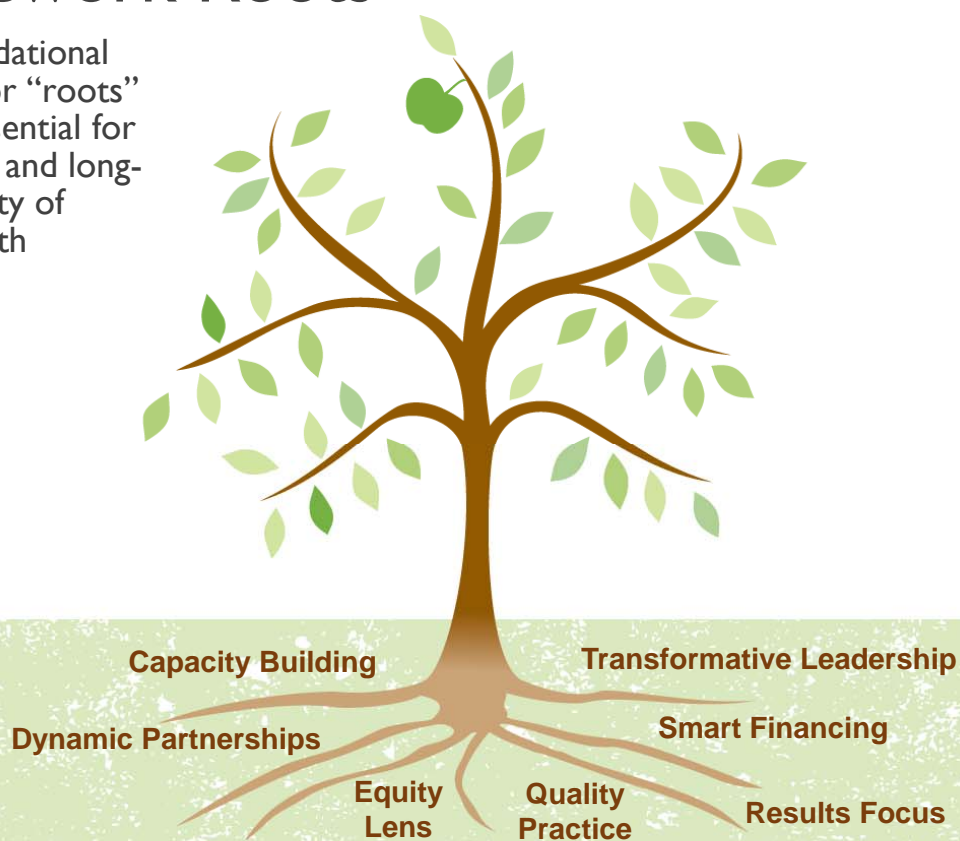 dational
or “roots”
ential for
and long-
ty of
th
Capacity Building
Transformative Leadership
Dynamic Partnerships
Smart Financing
Equity
Lens
Quality
Practice
Results Focus